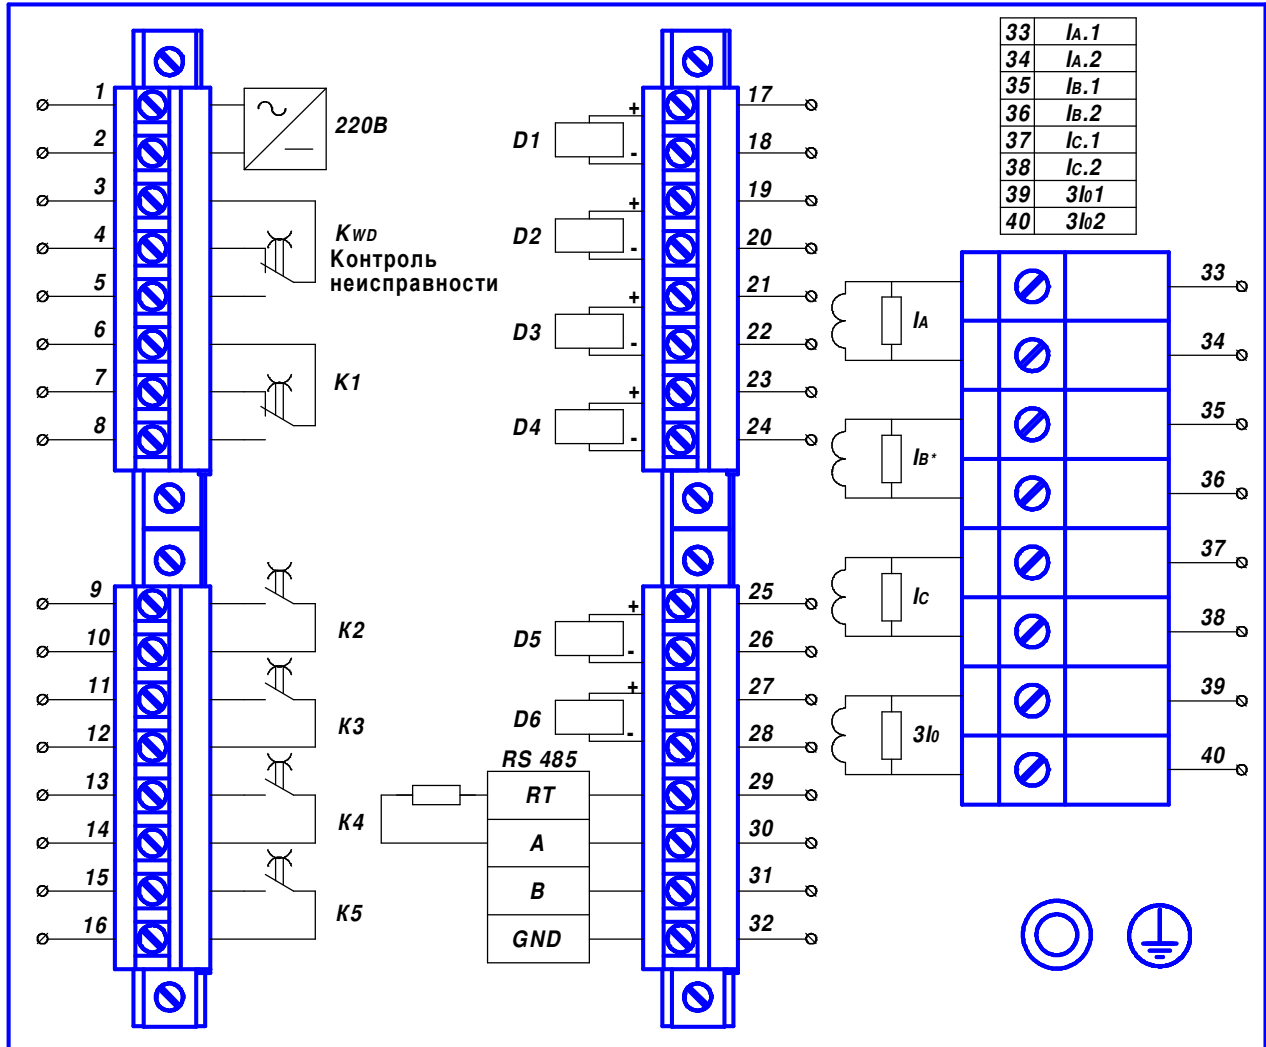 1
2
3
4
5
6
7
8
220В
KWD
Контроль
неисправности
K1
9
10
11
12
13
14
15
16
K2
K3
K4
K5
D1
+
-
D2
+
-
D3
+
-
D4
+
-
17
18
19
20
21
22
23
24
D5
+
-
D6
+
-
RS 485
RT
A
B
GND
25
26
27
28
29
30
31
32
33 IA.1
34 IA.2
35 IB.1
36 IB.2
37 IC.1
38 IC.2
39 3I01
40 3I02
IA
IB*
IC
3I0
33
34
35
36
37
38
39
40